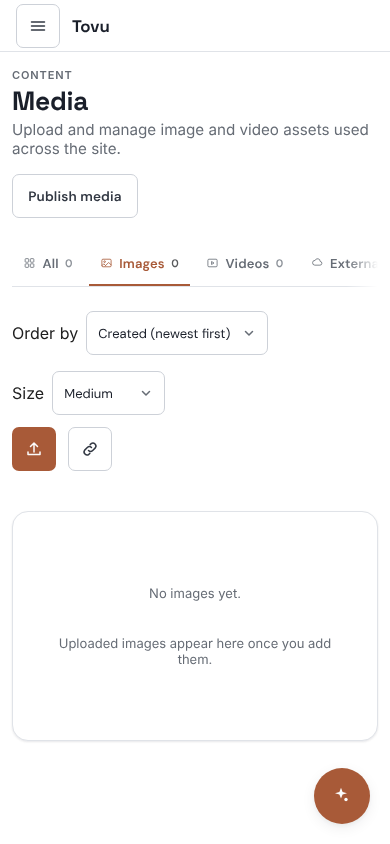 Tovu
CONTENT
Media
Upload and manage image and video assets used
across the site.
Publish media
All 0
Images 0
Videos 0
Externa
Order by
Created (newest first)
Size
Medium
No images yet.
Uploaded images appear here once you add
them.